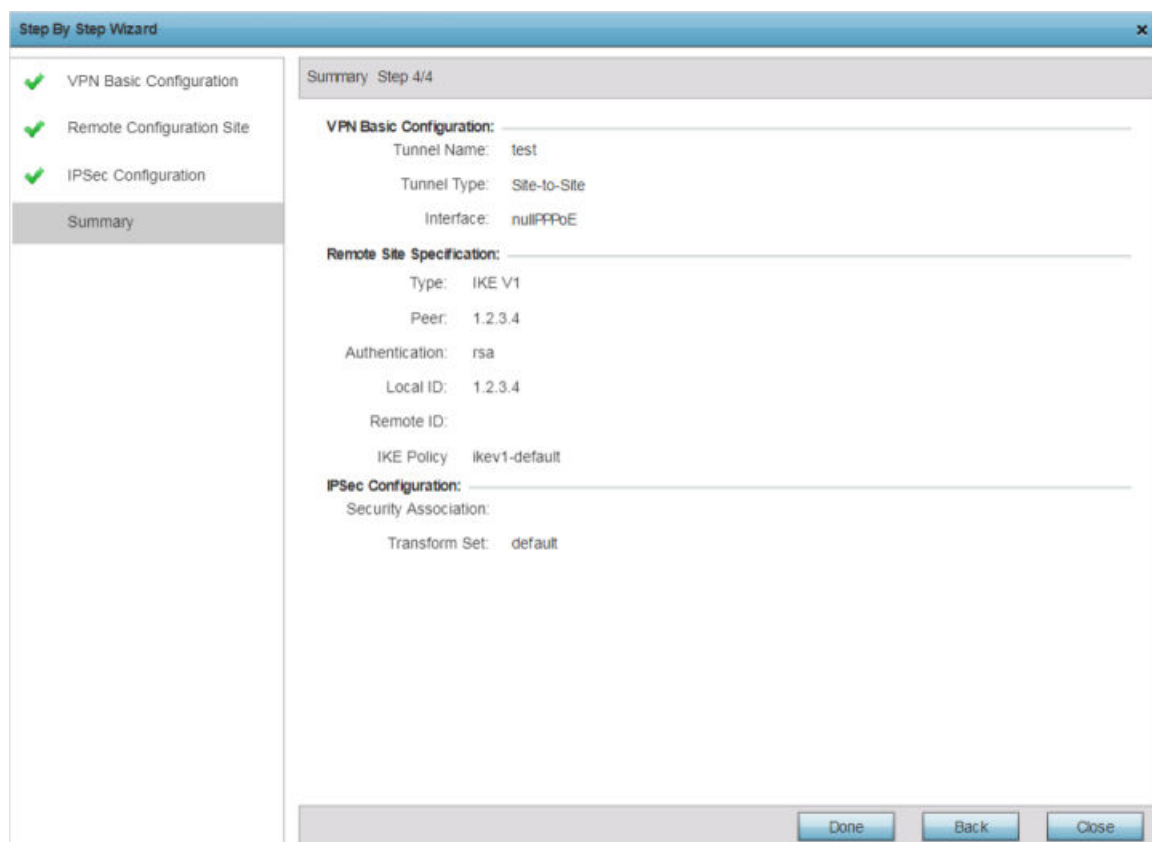 Step By Step Wizard
×
VPN Basic Configuration
Remote Configuration Site
IPSec Configuration
Summary
Summary Step 4/4
VPN Basic Configuration:
Tunnel Name: test
Tunnel Type: Site-to-Site
Interface: nullPPPoE
Remote Site Specification:
Type: IKE V1
Peer: 1.2.3.4
Authentication: rsa
Local ID: 1.2.3.4
Remote ID:
IKE Policy ikev1-default
IPSec Configuration:
Security Association:
Transform Set: default
Done Back Close